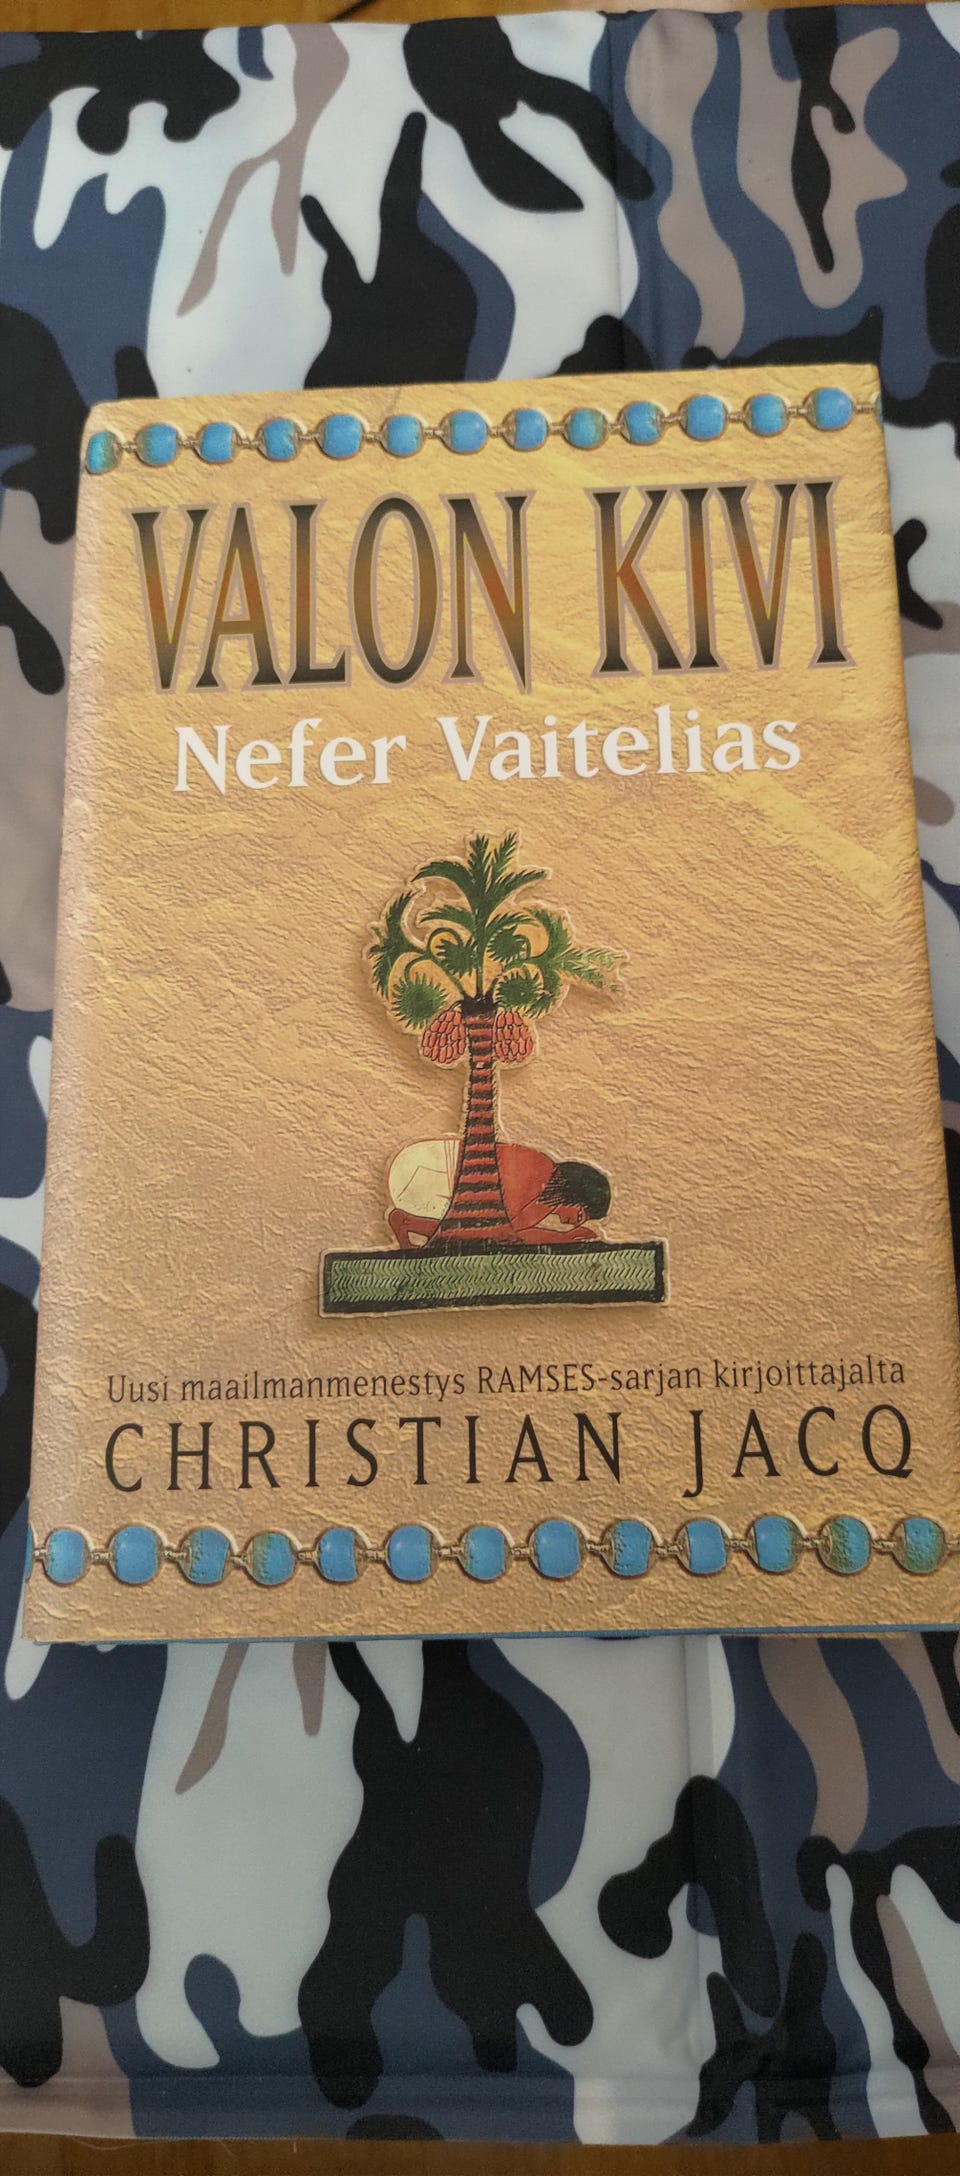 VALON KIVI
Nefer Vaitelias
Uusi maailmanmenestys RAMSES-sarjan kirjoittajalta
CHRISTIAN JACQ